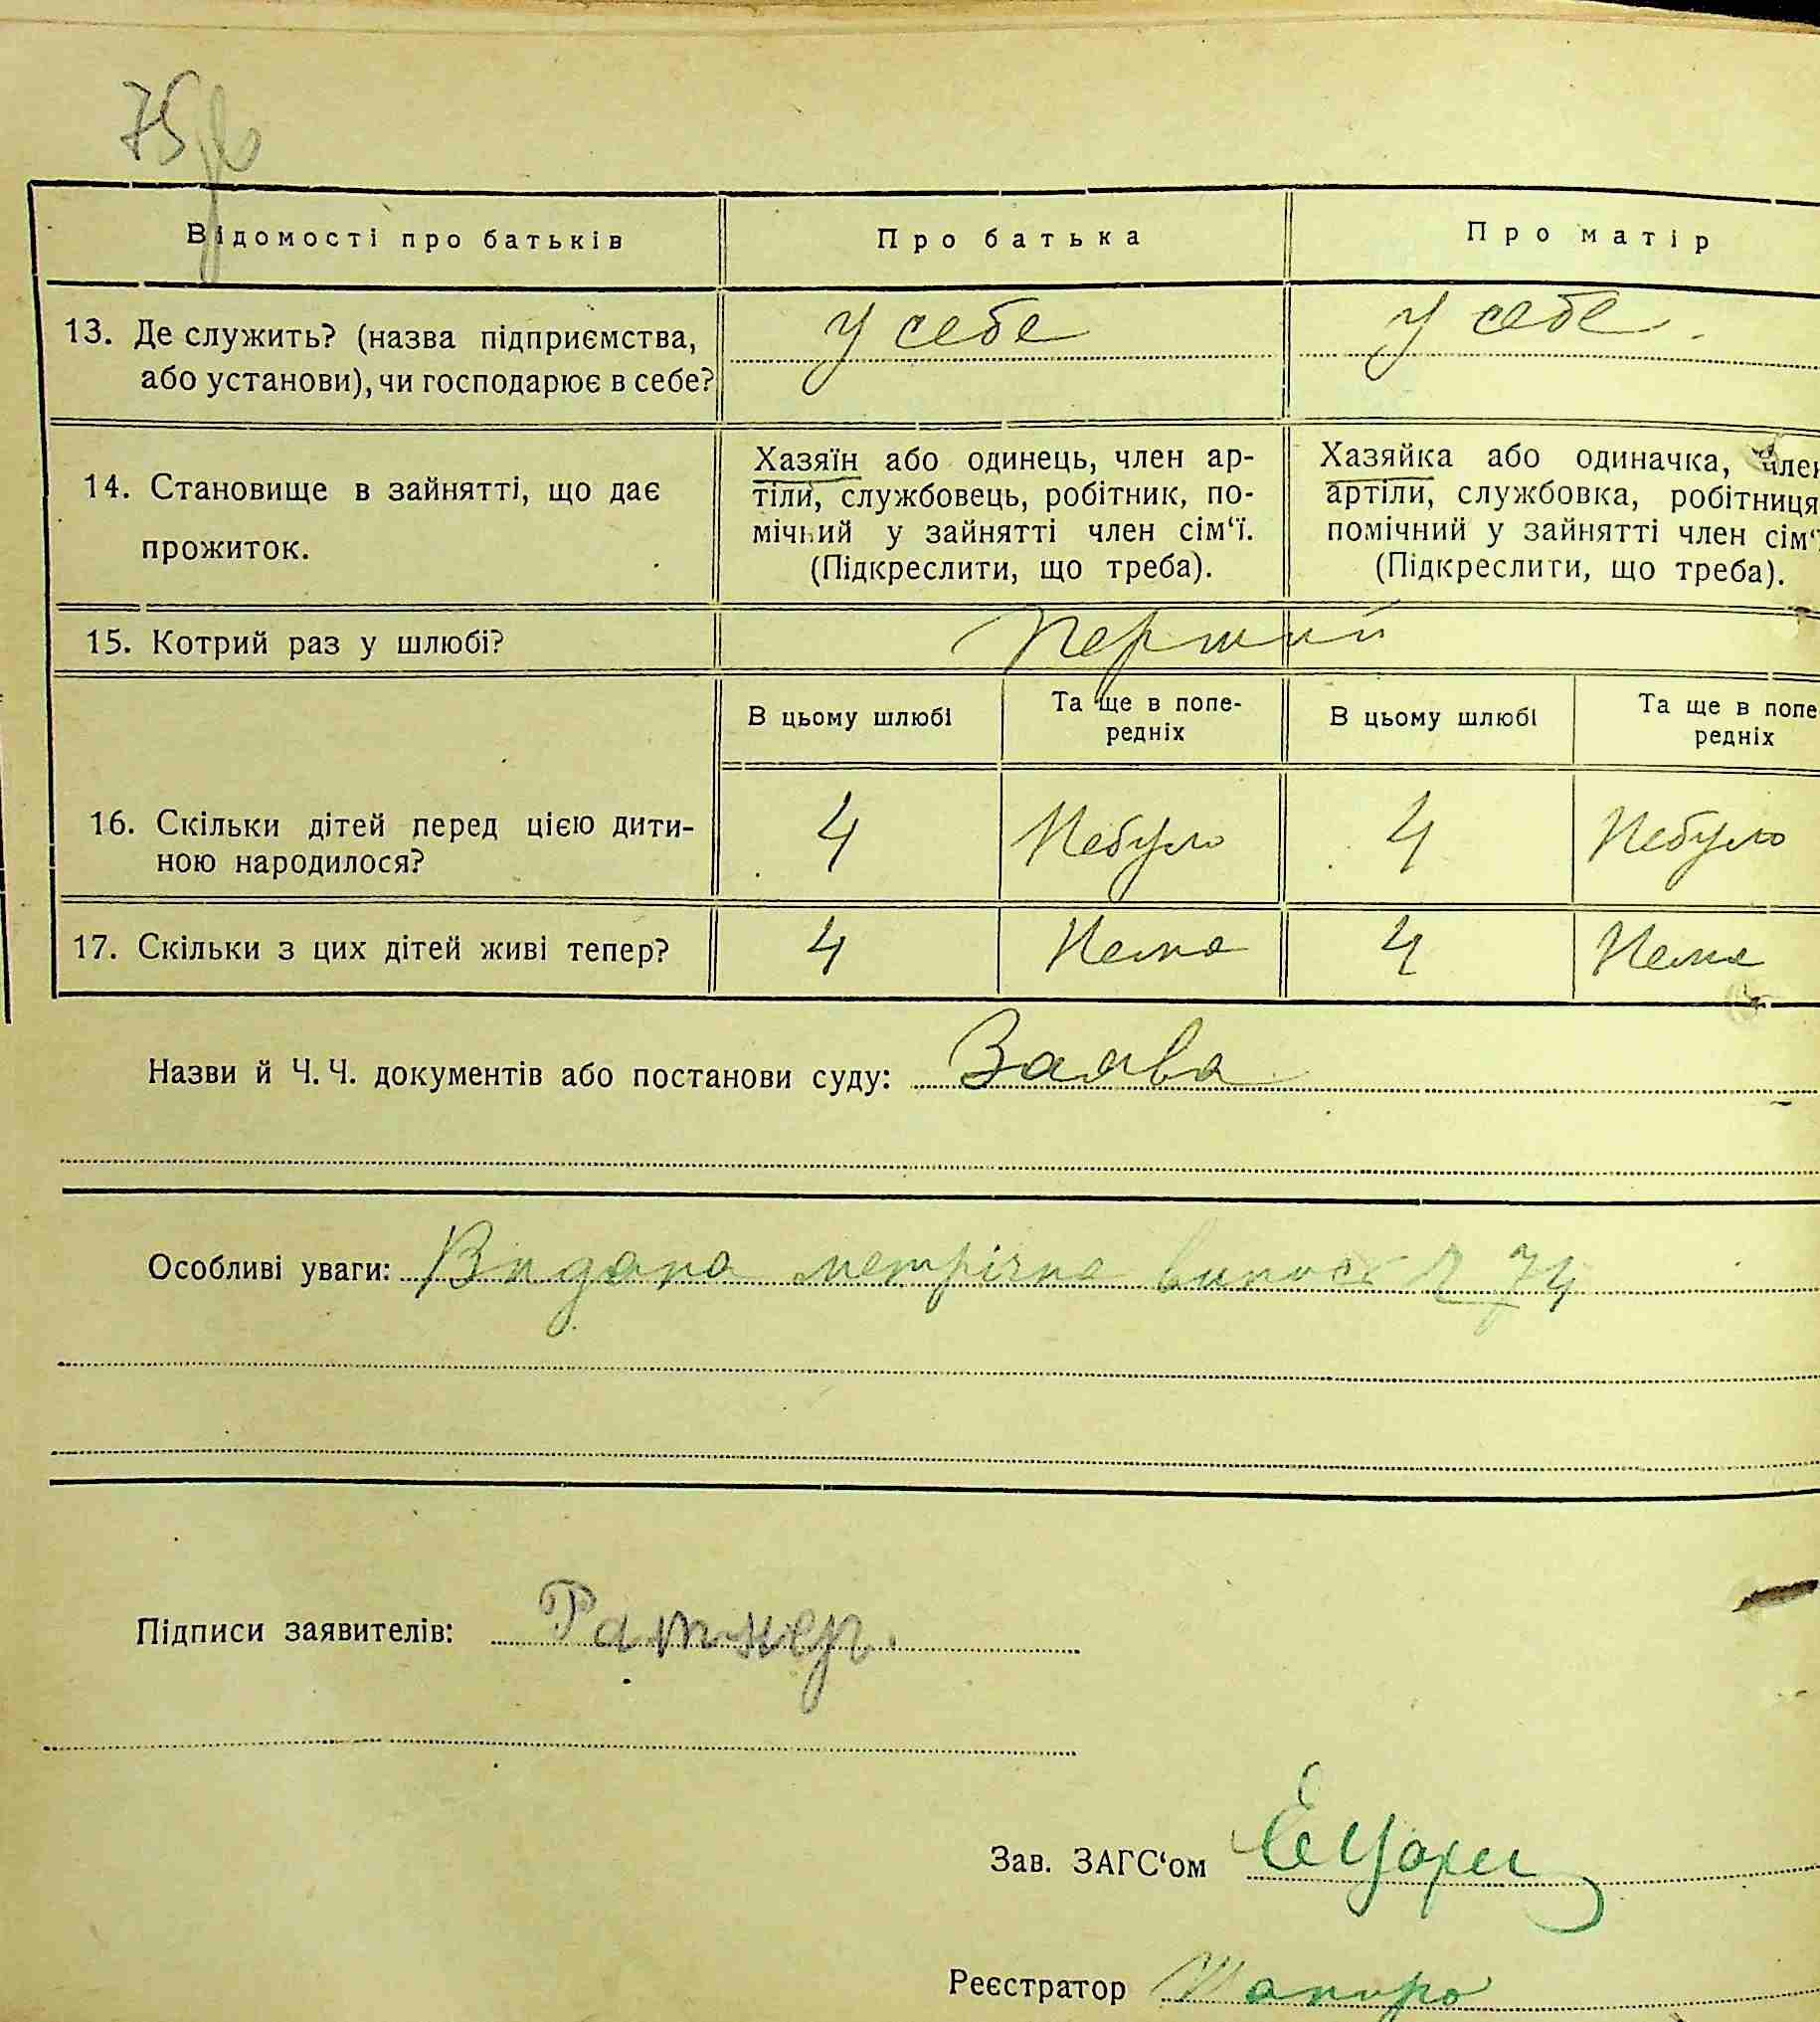 75
Відомості про батьків
Про батька
Про матір
13. Де служить? (назва підприємства,
або установи), чи господарює в себе?
У себе
У себе
14. Становище в зайнятті, що дає
прожиток.
Хазяїн або одинець, член ар-
тіли, службовець, робітник, по-
мічний у зайнятті член сім‘ї.
(Підкреслити, що треба).
Хазяйка або одиначка, член
артіли, службовка, робітниця
помічний у зайнятті член сім‘ї
(Підкреслити, що треба).
15. Котрий раз у шлюбі?
Перший
В цьому шлюбі
Та ще в попе-
редніх
В цьому шлюбі
Та ще в попе
редніх
16. Скільки дітей перед цією дити-
ною народилося?
4
Небуло
4
Небуло
17. Скільки з цих дітей живі тепер?
4
Нема
4
Нема
Назви й Ч. Ч. документів або постанови суду: Заява
Особливі уваги: Видана метрічна випись Ч 74
Підписи заявителів: Ратнер.
Зав. ЗАГС‘ом
Реєстратор Шапиро